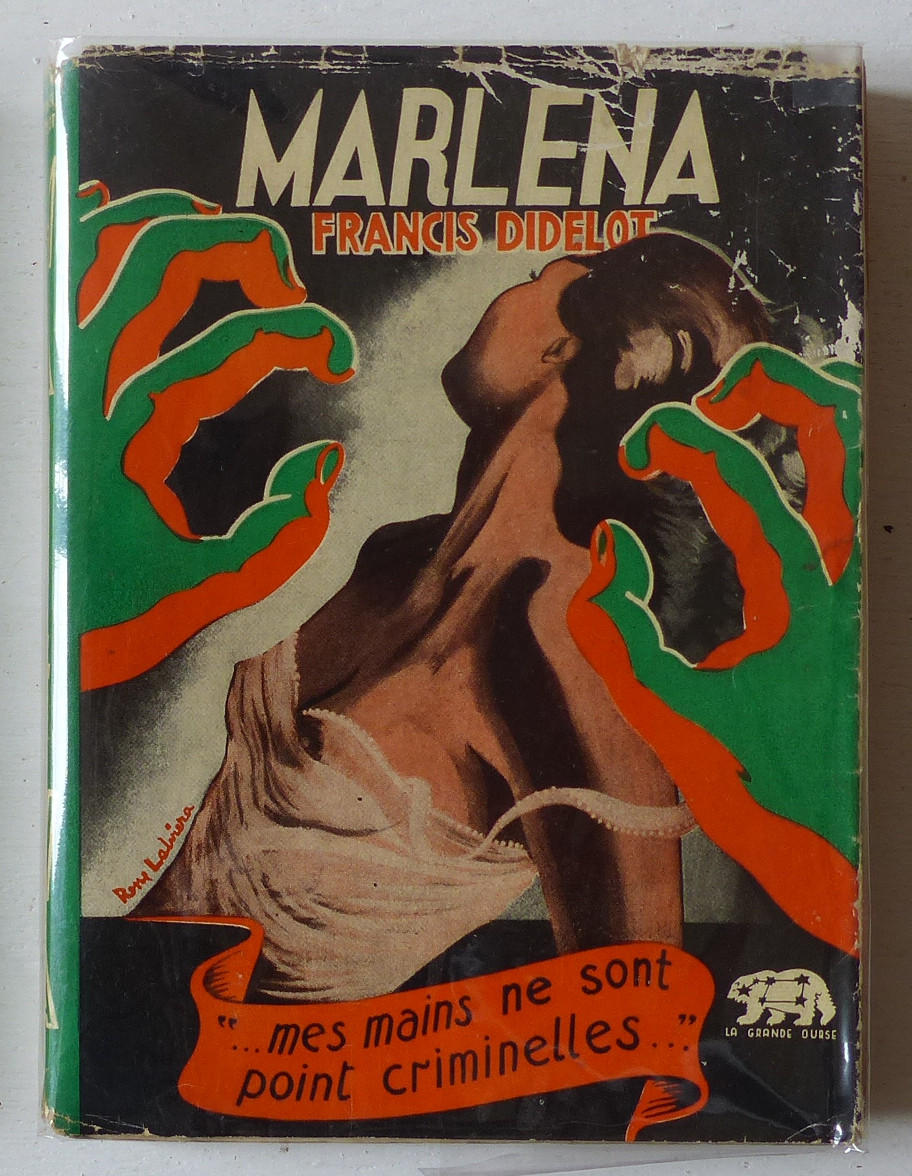 MARLENA
FRANCIS DIDELOT
"...mes mains ne sont
point criminelles..."
LA GRANDE OURSE